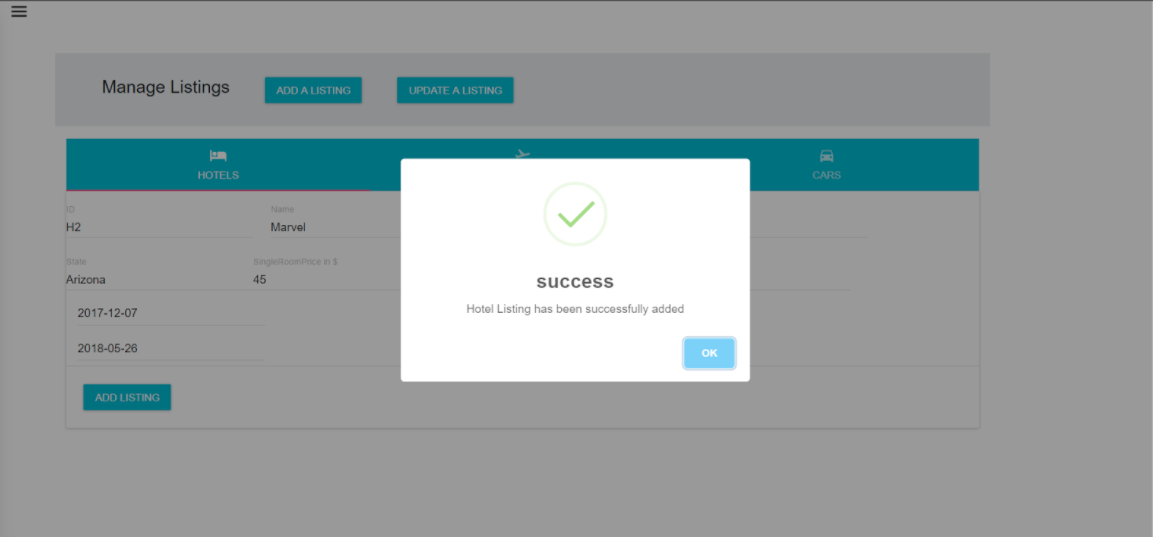 Manage Listings ADD A LISTING UPDATE A LISTING
HOTELS CARS
ID Name
H2 Marvel
State SingleRoomPrice in $
Arizona 45
2017-12-07
2018-05-26
ADD LISTING
success
Hotel Listing has been successfully added
OK